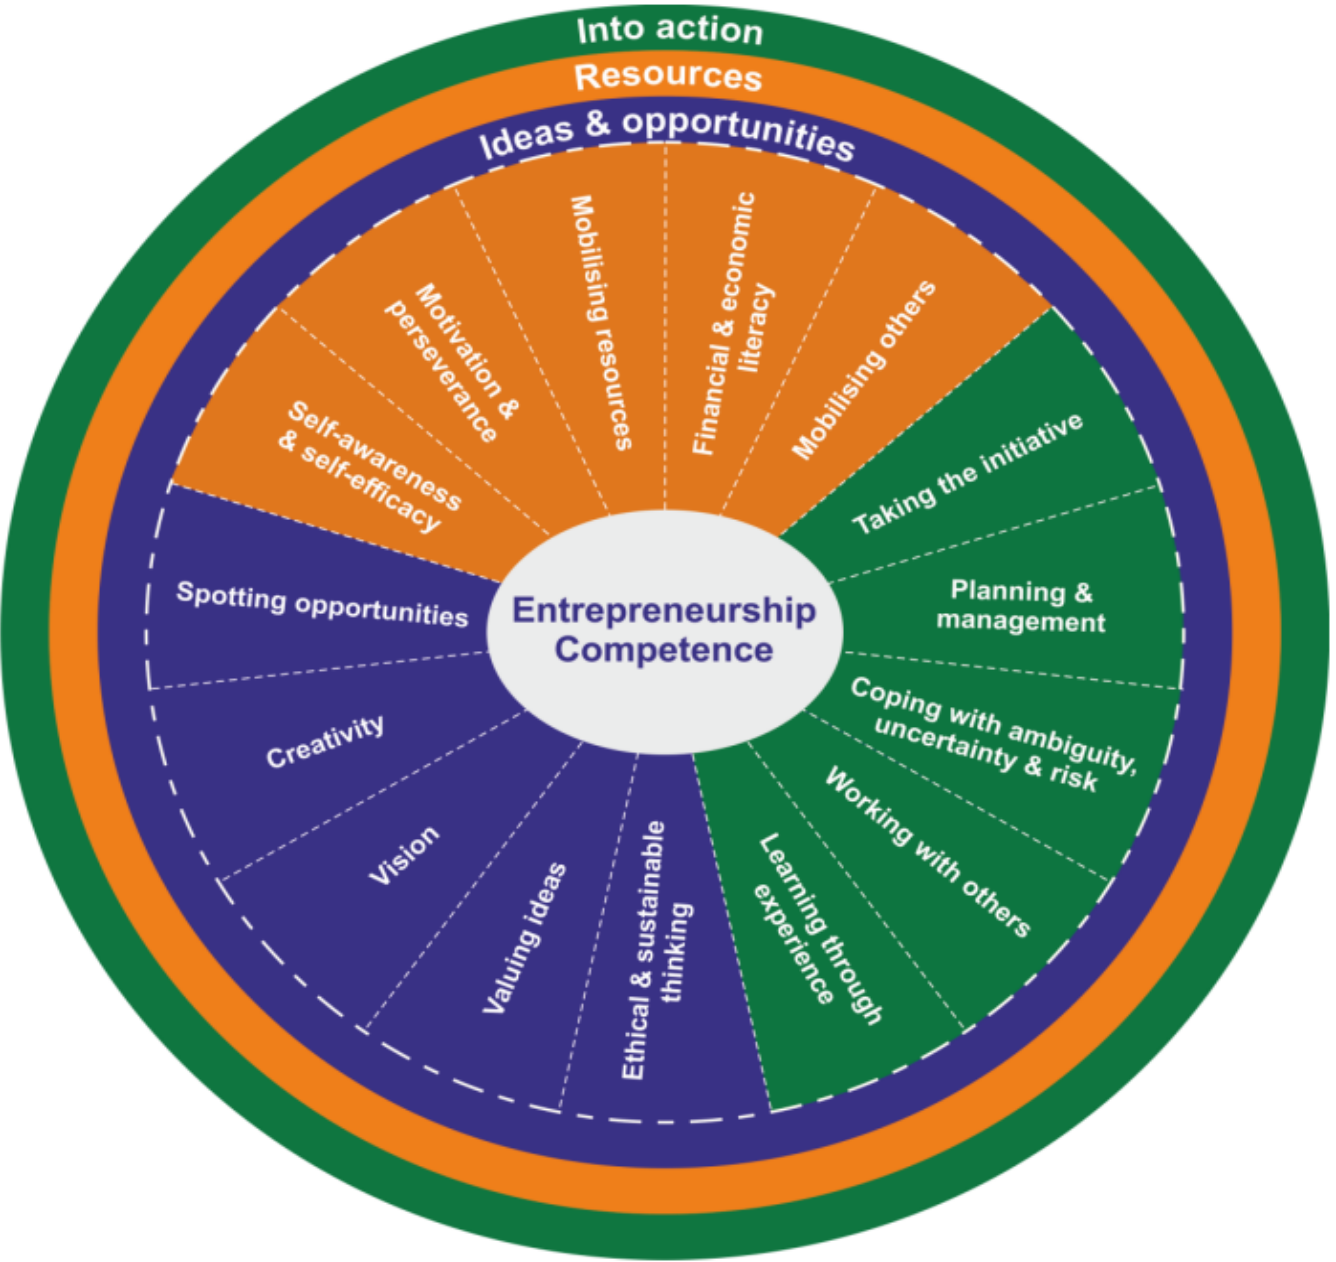 Into action
Resources
Ideas & opportunities
Self-awareness
& self-efficacy
Motivation &
perseverance
Mobilising resources
Financial & economic
literacy
Mobilising others
Taking the initiative
Planning &
management
Coping with ambiguity,
uncertainty & risk
Working with others
Learning through
experience
Ethical & sustainable
thinking
Valuing ideas
Vision
Creativity
Spotting opportunities
Entrepreneurship
Competence